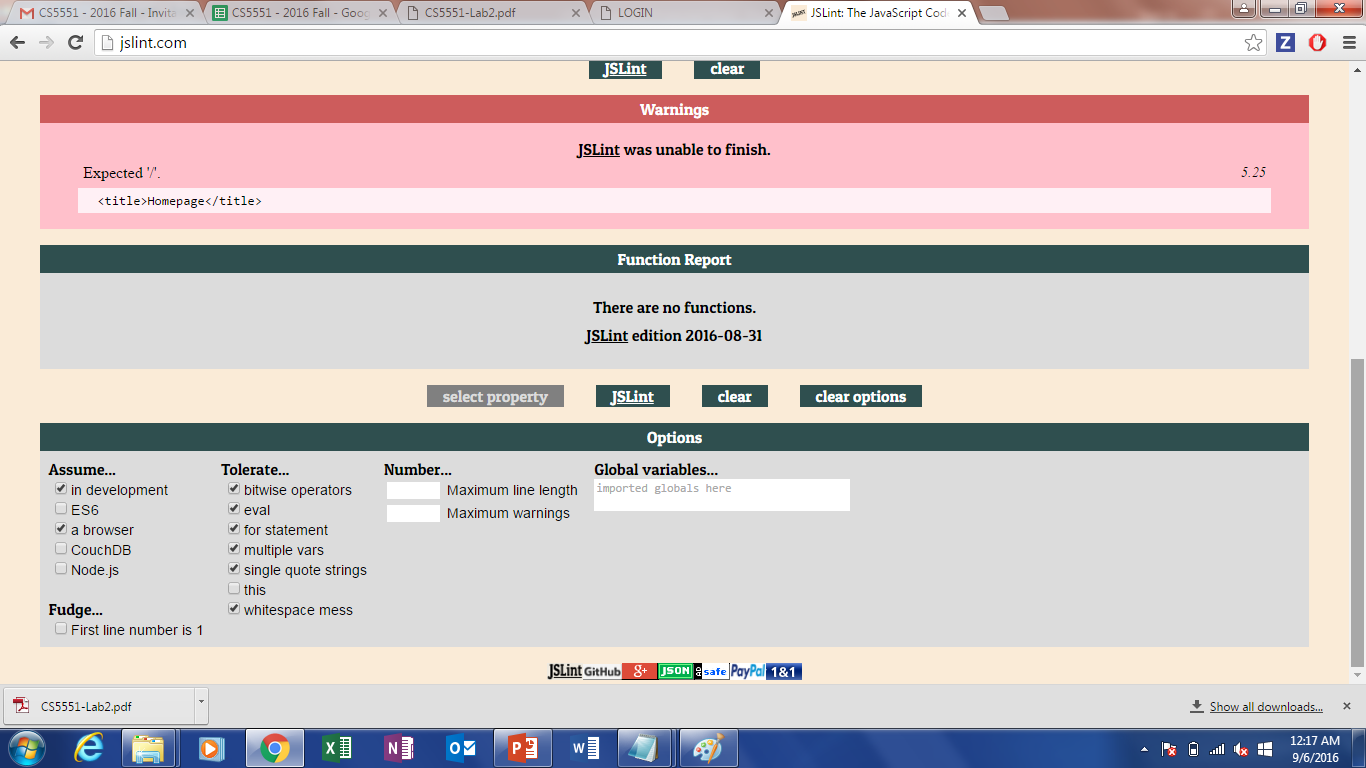 CS5551 - 2016 Fall - Invita
CS5551 - 2016 Fall - Goog
CS5551-Lab2.pdf
LOGIN
JSLint: The JavaScript Cod
jslint.com
JSLint clear
Warnings
JSLint was unable to finish.
Expected '/'. 5.25
<title>Homepage</title>
Function Report
There are no functions.
JSLint edition 2016-08-31
select property JSLint clear clear options
Options
Assume...
in development
ES6
a browser
CouchDB
Node.js
Fudge...
First line number is 1
Tolerate...
bitwise operators
eval
for statement
multiple vars
single quote strings
this
whitespace mess
Number...
Maximum line length
Maximum warnings
Global variables...
imported globals here
JSLint GitHub g+ JSON AD safe PayPal 1&1
CS5551-Lab2.pdf
Show all downloads...
12:17 AM
9/6/2016